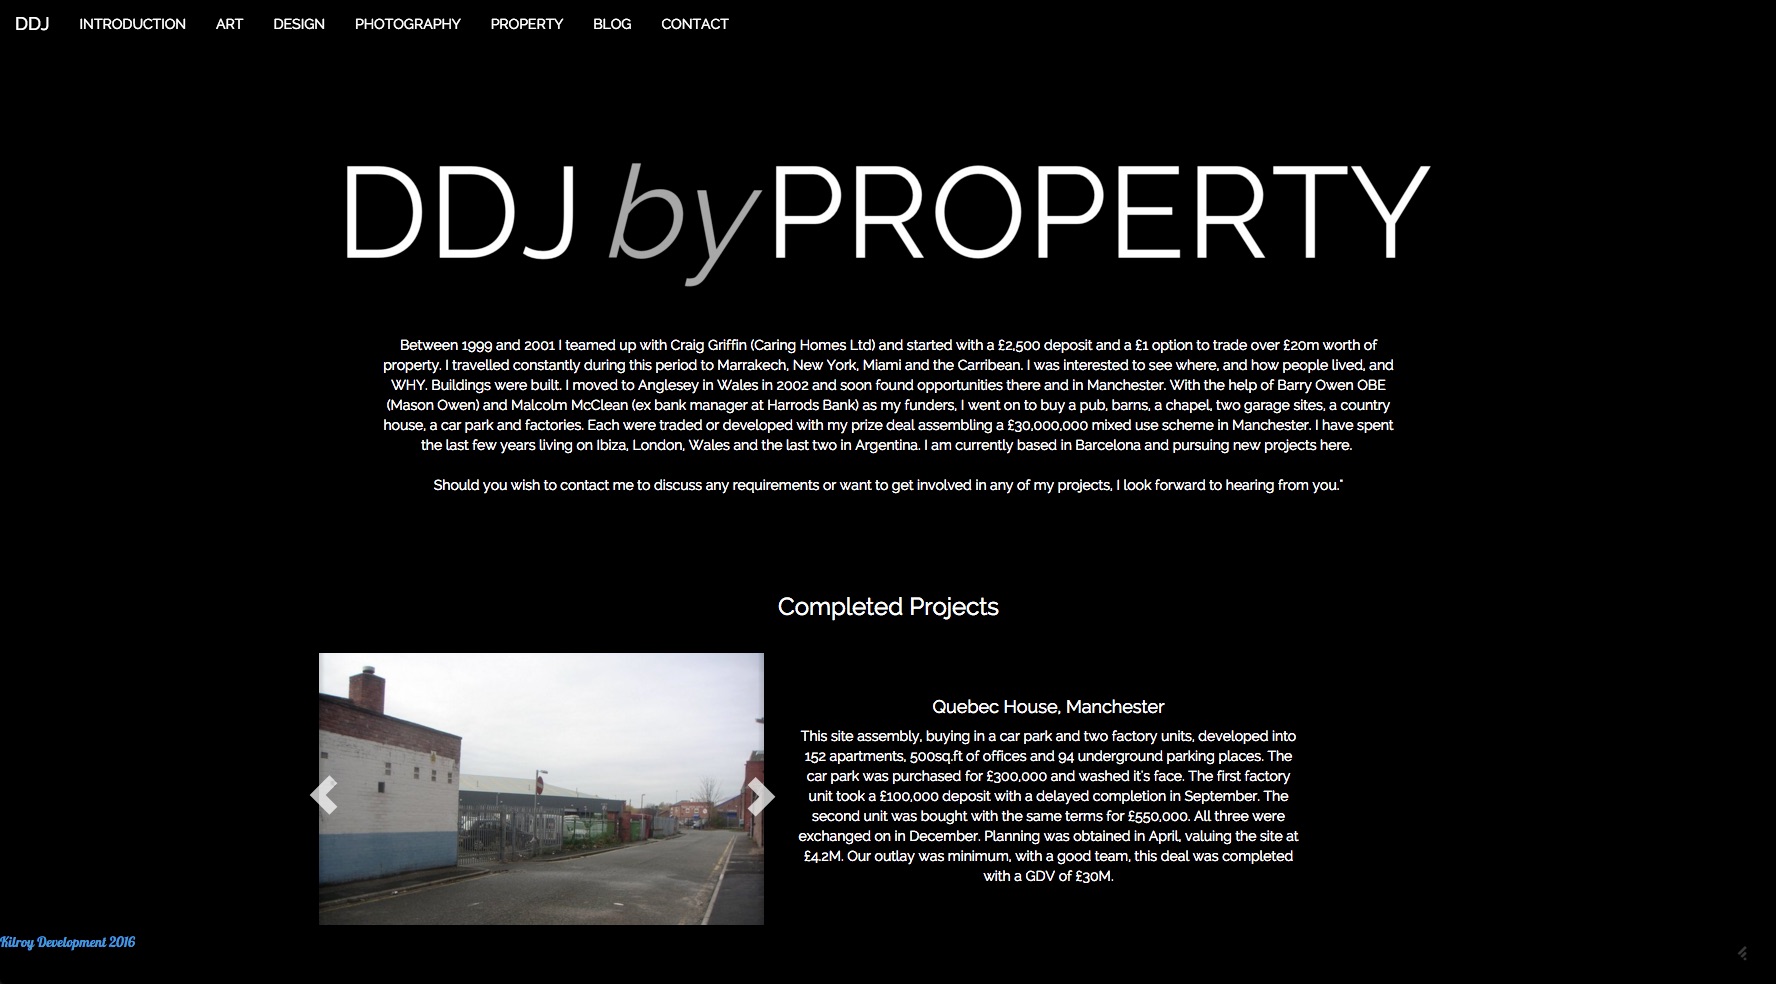 DDJ INTRODUCTION ART DESIGN PHOTOGRAPHY PROPERTY BLOG CONTACT
DDJ by PROPERTY
Between 1999 and 2001 I teamed up with Craig Griffin (Caring Homes Ltd) and started with a £2,500 deposit and a £1 option to trade over £20m worth of
property. I travelled constantly during this period to Marrakech, New York, Miami and the Carribean. I was interested to see where, and how people lived, and
WHY. Buildings were built. I moved to Anglesey in Wales in 2002 and soon found opportunities there and in Manchester. With the help of Barry Owen OBE
(Mason Owen) and Malcolm McClean (ex bank manager at Harrods Bank) as my funders, I went on to buy a pub, barns, a chapel, two garage sites, a country
house, a car park and factories. Each were traded or developed with my prize deal assembling a £30,000,000 mixed use scheme in Manchester. I have spent
the last few years living on Ibiza, London, Wales and the last two in Argentina. I am currently based in Barcelona and pursuing new projects here.
Should you wish to contact me to discuss any requirements or want to get involved in any of my projects, I look forward to hearing from you."
Completed Projects
Quebec House, Manchester
This site assembly, buying in a car park and two factory units, developed into
152 apartments, 500sq.ft of offices and 94 underground parking places. The
car park was purchased for £300,000 and washed it's face. The first factory
unit took a £100,000 deposit with a delayed completion in September. The
second unit was bought with the same terms for £550,000. All three were
exchanged on in December. Planning was obtained in April, valuing the site at
£4.2M. Our outlay was minimum, with a good team, this deal was completed
with a GDV of £30M.
Kilroy Development 2016